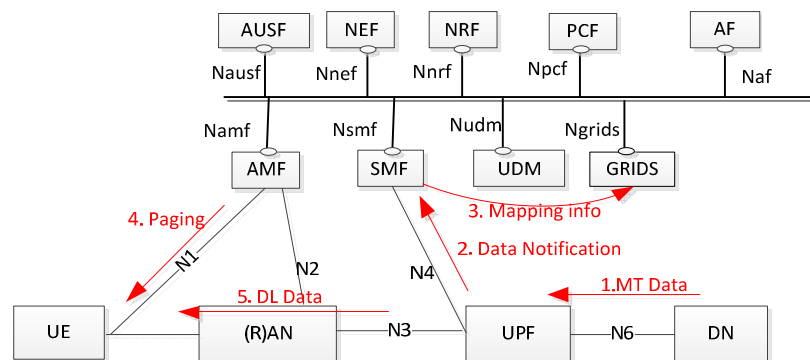 AUSF
NEF
NRF
PCF
AF
Nausf
Nnef
Nnrf
Npcf
Naf
Namf
Nsmf
Nudm
Ngrids
AMF
SMF
UDM
GRIDS
4. Paging
3. Mapping info
2. Data Notification
N1
N2
N4
1.MT Data
5. DL Data
UE
(R)AN
N3
UPF
N6
DN